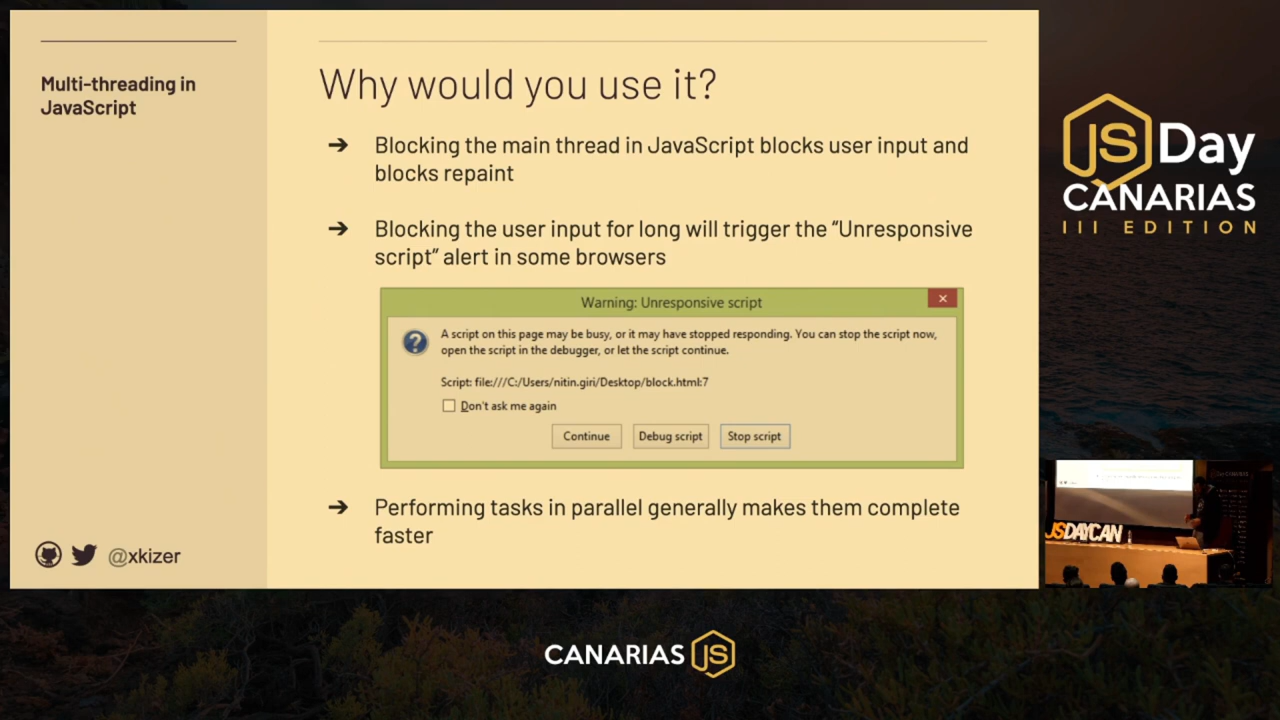 Multi-threading in
JavaScript
@xkizer
Why would you use it?
➔ Blocking the main thread in JavaScript blocks user input and
blocks repaint
➔ Blocking the user input for long will trigger the “Unresponsive
script” alert in some browsers
Warning: Unresponsive script
A script on this page may be busy, or it may have stopped responding. You can stop the script now,
open the script in the debugger, or let the script continue.
Script: file:///C:/Users/nitin.giri/Desktop/block.html:7
Don't ask me again
Continue
Debug script
Stop script
➔ Performing tasks in parallel generally makes them complete
faster
JS Day
CANARIAS
III EDITION
JSDAYCAN
CANARIAS JS